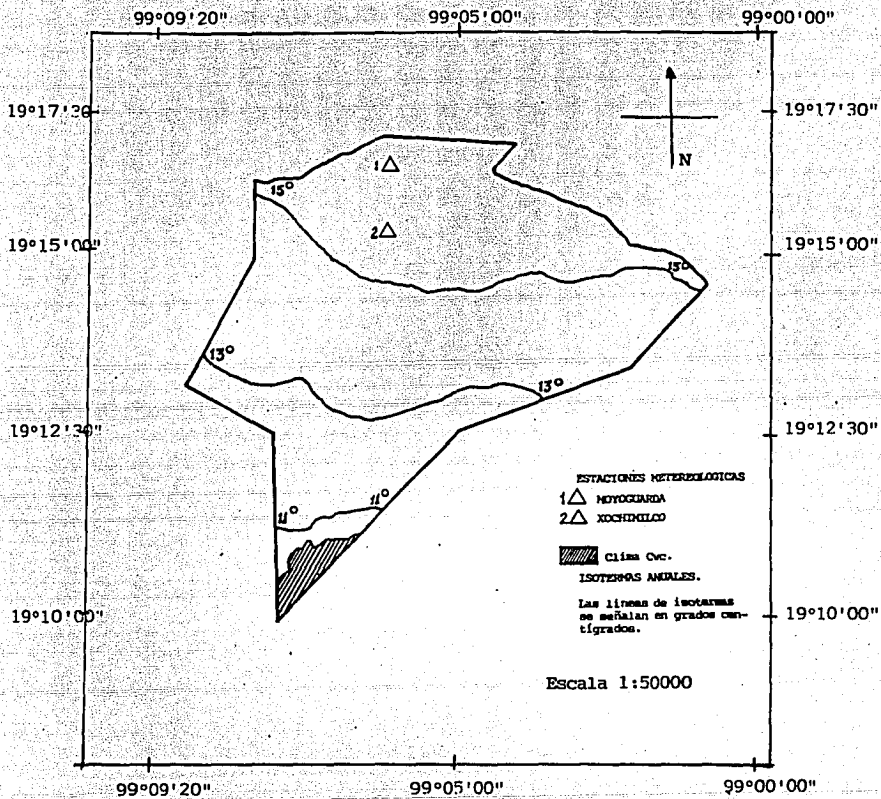 99°09'20"
99°05'00"
99°00'00"
19°17'30
19°17'30
N
1
15°
2
19°15'00"
19°15'00"
15°
13°
13°
19°12'30
19°12'30
ESTACIONES METEREOLOGICAS
1 MOYOGUARDA
2 XOCHIMILCO
11°
11°
Clima Cwc.
ISOTERMAS ANUALES.
Las líneas de isotermas
se señalan en grados cen-
tígrados.
19°10'00"
19°10'00"
Escala 1:50000
99°09'20"
99°05'00"
99°00'00"